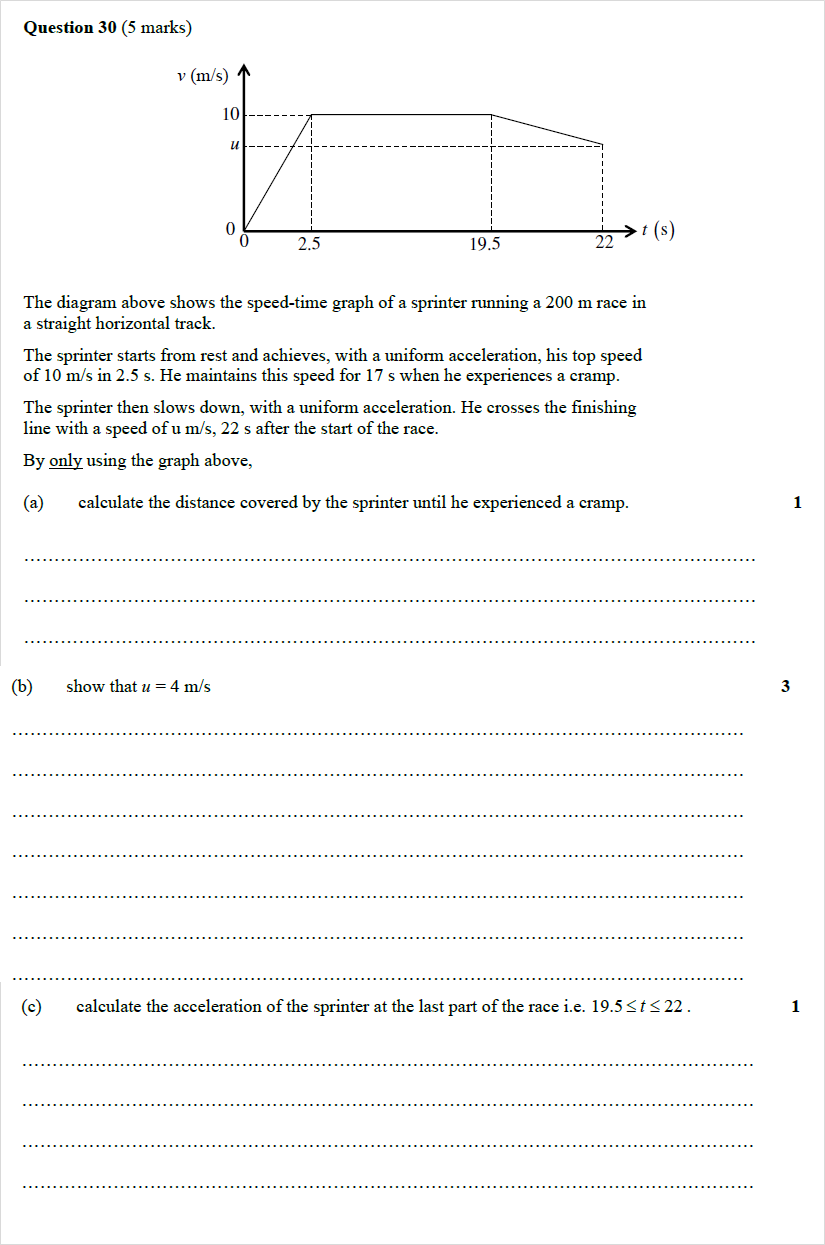 Question 30 (5 marks)
v (m/s)
10
u
0
0
2.5
19.5
22
t (s)
The diagram above shows the speed-time graph of a sprinter running a 200 m race in
a straight horizontal track.
The sprinter starts from rest and achieves, with a uniform acceleration, his top speed
of 10 m/s in 2.5 s. He maintains this speed for 17 s when he experiences a cramp.
The sprinter then slows down, with a uniform acceleration. He crosses the finishing
line with a speed of u m/s, 22 s after the start of the race.
By only using the graph above,
(a) calculate the distance covered by the sprinter until he experienced a cramp. 1
(b) show that u = 4 m/s 3
(c) calculate the acceleration of the sprinter at the last part of the race i.e. 19.5 ≤ t ≤ 22 . 1